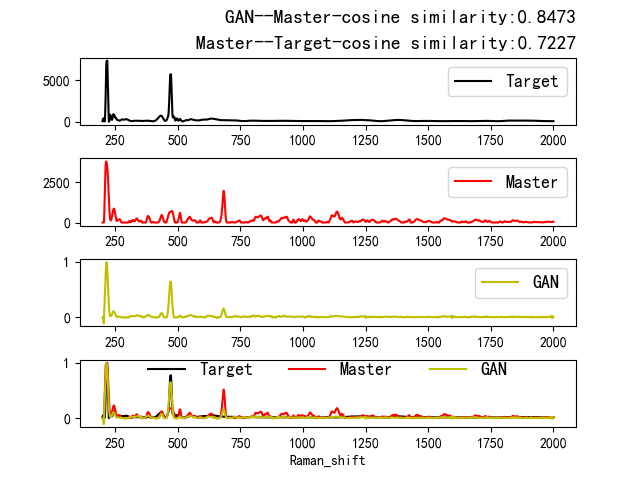 GAN--Master-cosine similarity:0.8473
Master--Target-cosine similarity:0.7227
5000
0
Target
250 500 750 1000 1250 1500 1750 2000
2500
0
Master
250 500 750 1000 1250 1500 1750 2000
1
0
GAN
250 500 750 1000 1250 1500 1750 2000
1
0
Target Master GAN
250 500 750 1000 1250 1500 1750 2000
Raman_shift